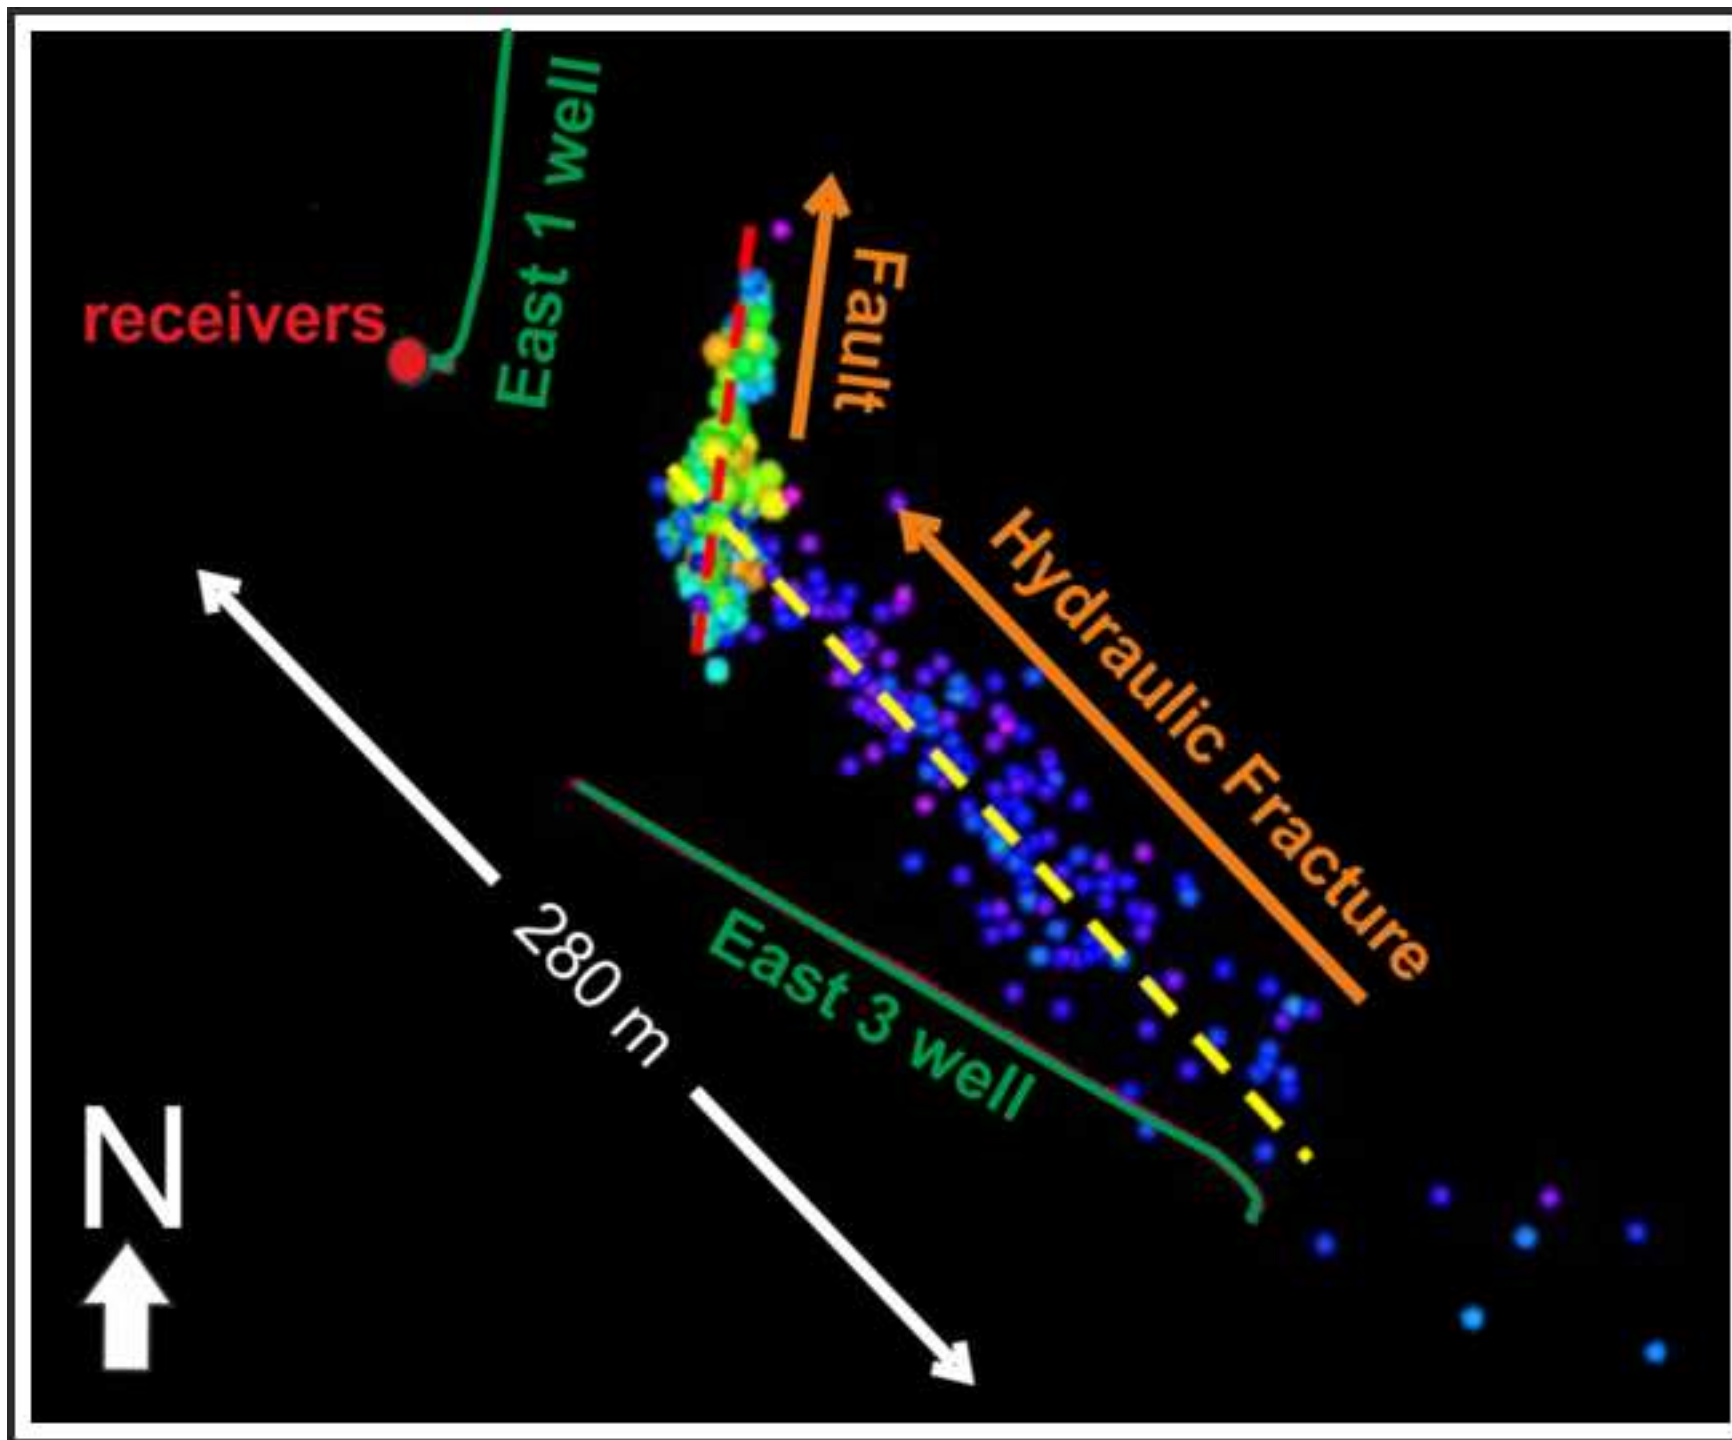 East 1 well
receivers
Fault
Hydraulic Fracture
280 m
East 3 well
N